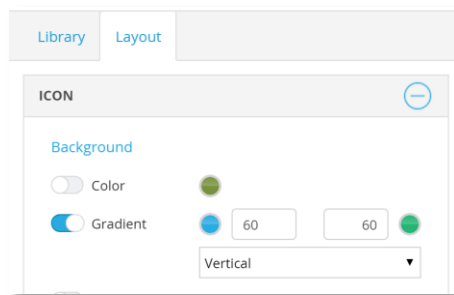 Library Layout
ICON
Background
Color
Gradient 60 60
Vertical